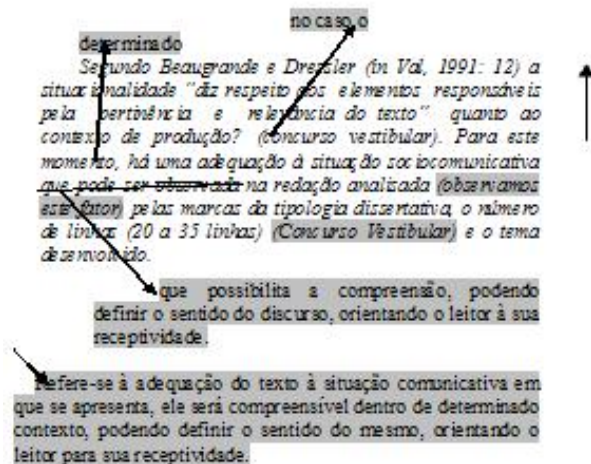 no caso, o
determinado
Segundo Beaugrande e Dressler (in Val, 1991: 12) a
situacionalidade "diz respeito aos elementos responsáveis
pela pertinência e relevância do texto" quanto ao
contexto de produção? (concurso vestibular). Para este
momento, há uma adequação à situação sociocomunicativa
que pode ser observada na redação analisada (observamos
este fator) pelas marcas da tipologia dissertativa, o número
de linhas (20 a 35 linhas) (Concurso Vestibular) e o tema
desenvolvido.
que possibilita a compreensão, podendo
definir o sentido do discurso, orientando o leitor à sua
receptividade.
Refere-se à adequação do texto à situação comunicativa em
que se apresenta, ele será compreensível dentro de determinado
contexto, podendo definir o sentido do mesmo, orientando o
leitor para sua receptividade.